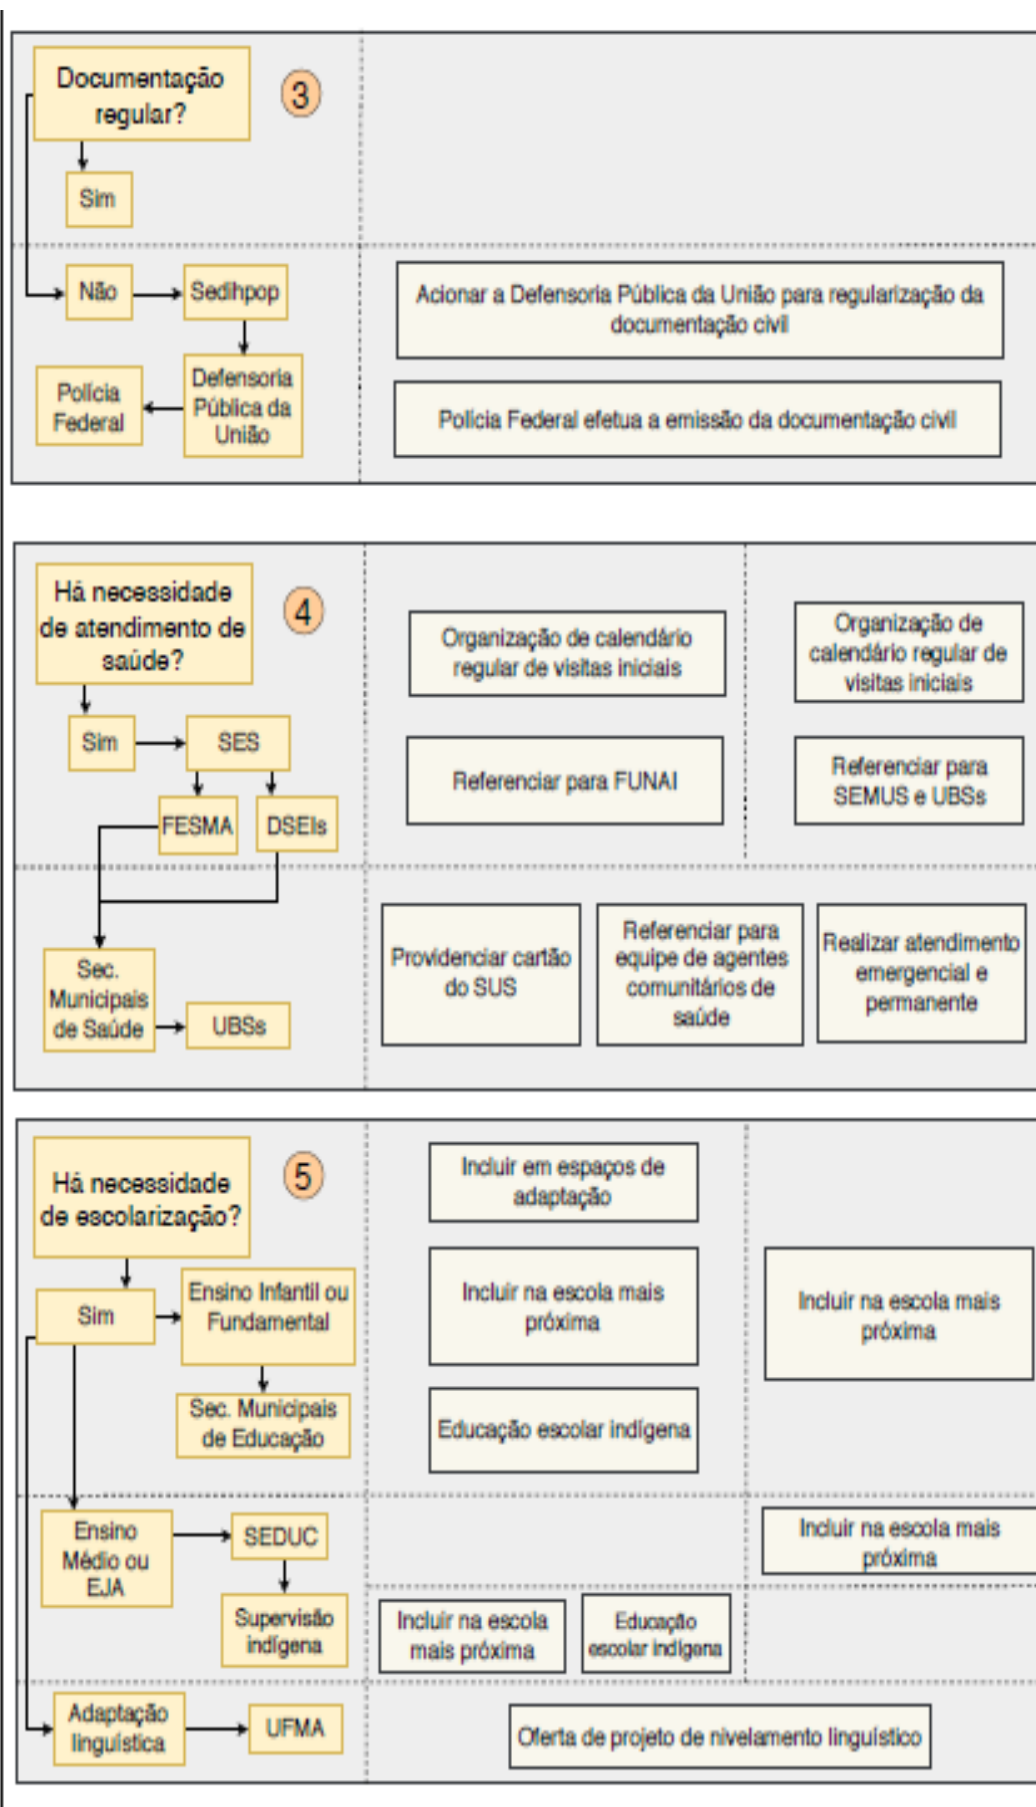 Documentação
regular?
3
Sim
Não
Sedihpop
Acionar a Defensoria Pública da União para regularização da
documentação civil
Polícia
Federal
Defensoria
Pública da
União
Polícia Federal efetua a emissão da documentação civil
Há necessidade
de atendimento de
saúde?
4
Organização de calendário
regular de visitas iniciais
Organização de
calendário regular de
visitas iniciais
Sim
SES
Referenciar para FUNAI
Referenciar para
SEMUS e UBSs
FESMA
DSEIs
Sec.
Municipais
de Saúde
UBSs
Providenciar cartão
do SUS
Referenciar para
equipe de agentes
comunitários de
saúde
Realizar atendimento
emergencial e
permanente
Há necessidade
de escolarização?
5
Incluir em espaços de
adaptação
Sim
Ensino Infantil ou
Fundamental
Incluir na escola mais
próxima
Incluir na escola mais
próxima
Sec. Municipais
de Educação
Educação escolar indígena
Ensino
Médio ou
EJA
SEDUC
Incluir na escola mais
próxima
Supervisão
indígena
Incluir na escola
mais próxima
Educação
escolar indígena
Adaptação
linguística
UFMA
Oferta de projeto de nivelamento linguístico